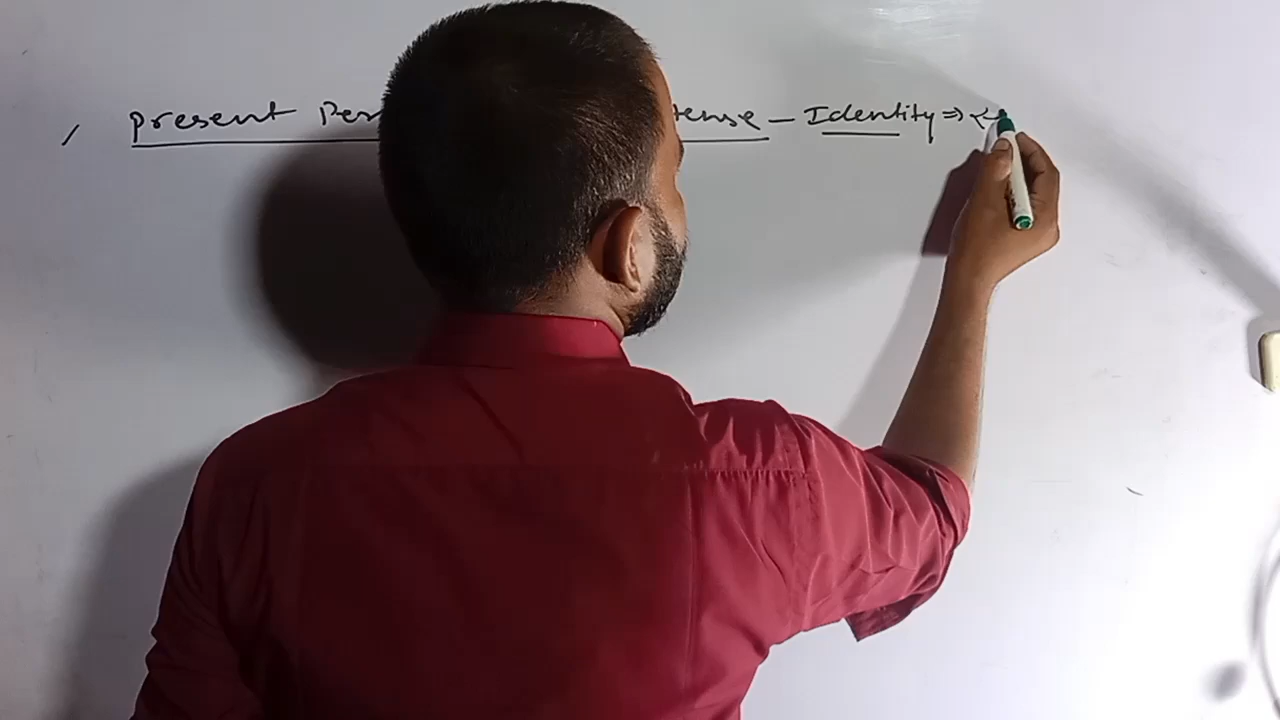 Present Per tense - Identity ⇒